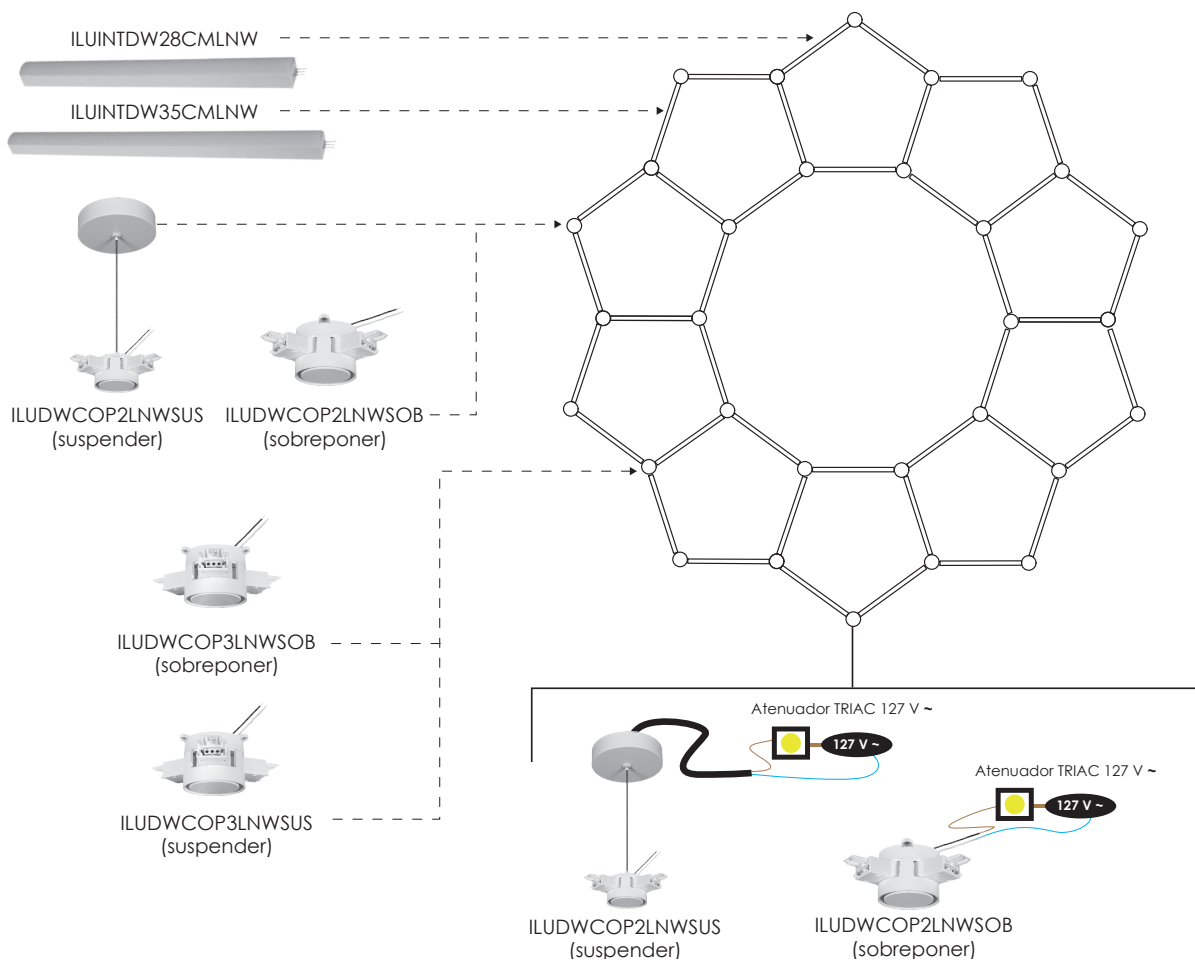 ILUINTDW28CMLNW
ILUINTDW35CMLNW
ILUDWCOP2LNWSUS
(suspender)
ILUDWCOP2LNWSOB
(sobreponer)
ILUDWCOP3LNWSOB
(sobreponer)
ILUDWCOP3LNWSUS
(suspender)
Atenuador TRIAC 127 V ~
127 V ~
Atenuador TRIAC 127 V ~
127 V ~
ILUDWCOP2LNWSUS
(suspender)
ILUDWCOP2LNWSOB
(sobreponer)